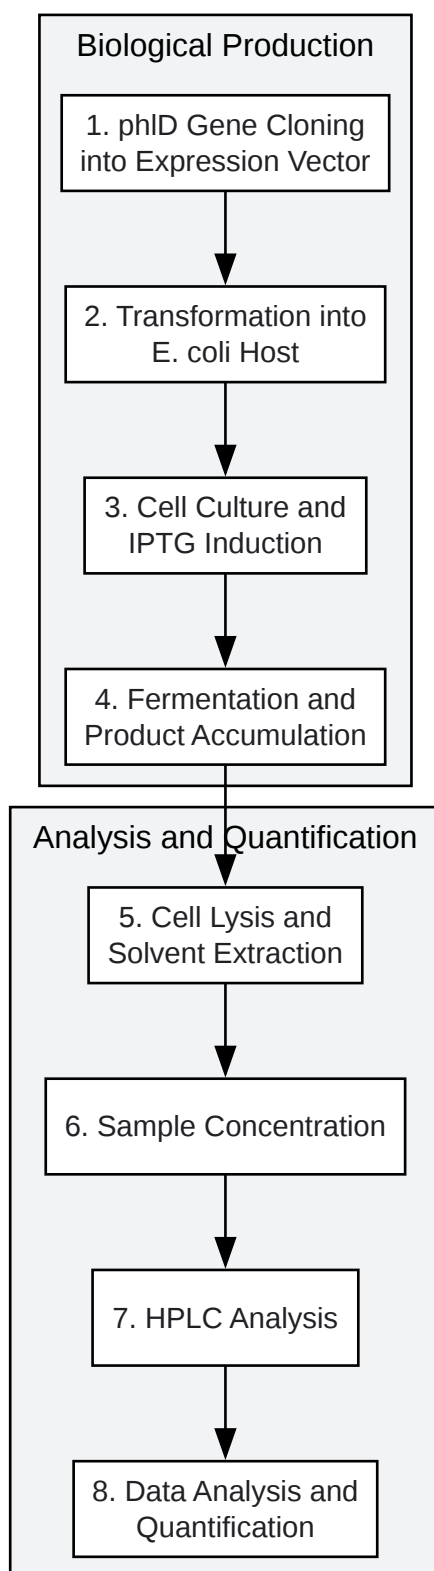 Biological Production
1. phlD Gene Cloning
into Expression Vector
2. Transformation into
E. coli Host
3. Cell Culture and
IPTG Induction
4. Fermentation and
Product Accumulation
Analysis and Quantification
5. Cell Lysis and
Solvent Extraction
6. Sample Concentration
7. HPLC Analysis
8. Data Analysis and
Quantification